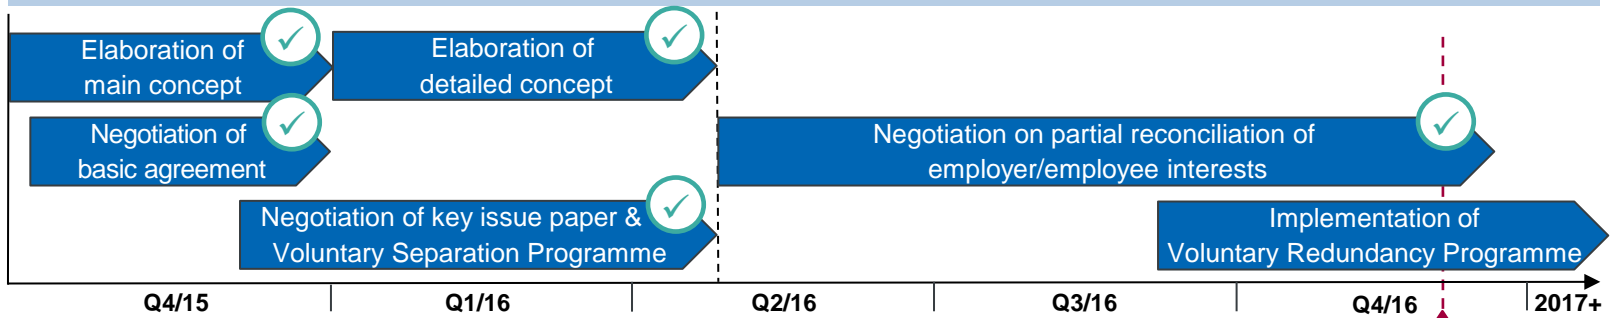 Elaboration of
main concept
Elaboration of
detailed concept
Negotiation of
basic agreement
Negotiation on partial reconciliation of
employer/employee interests
Negotiation of key issue paper &
Voluntary Separation Programme
Implementation of
Voluntary Redundancy Programme
Q4/15
Q1/16
Q2/16
Q3/16
Q4/16
2017+